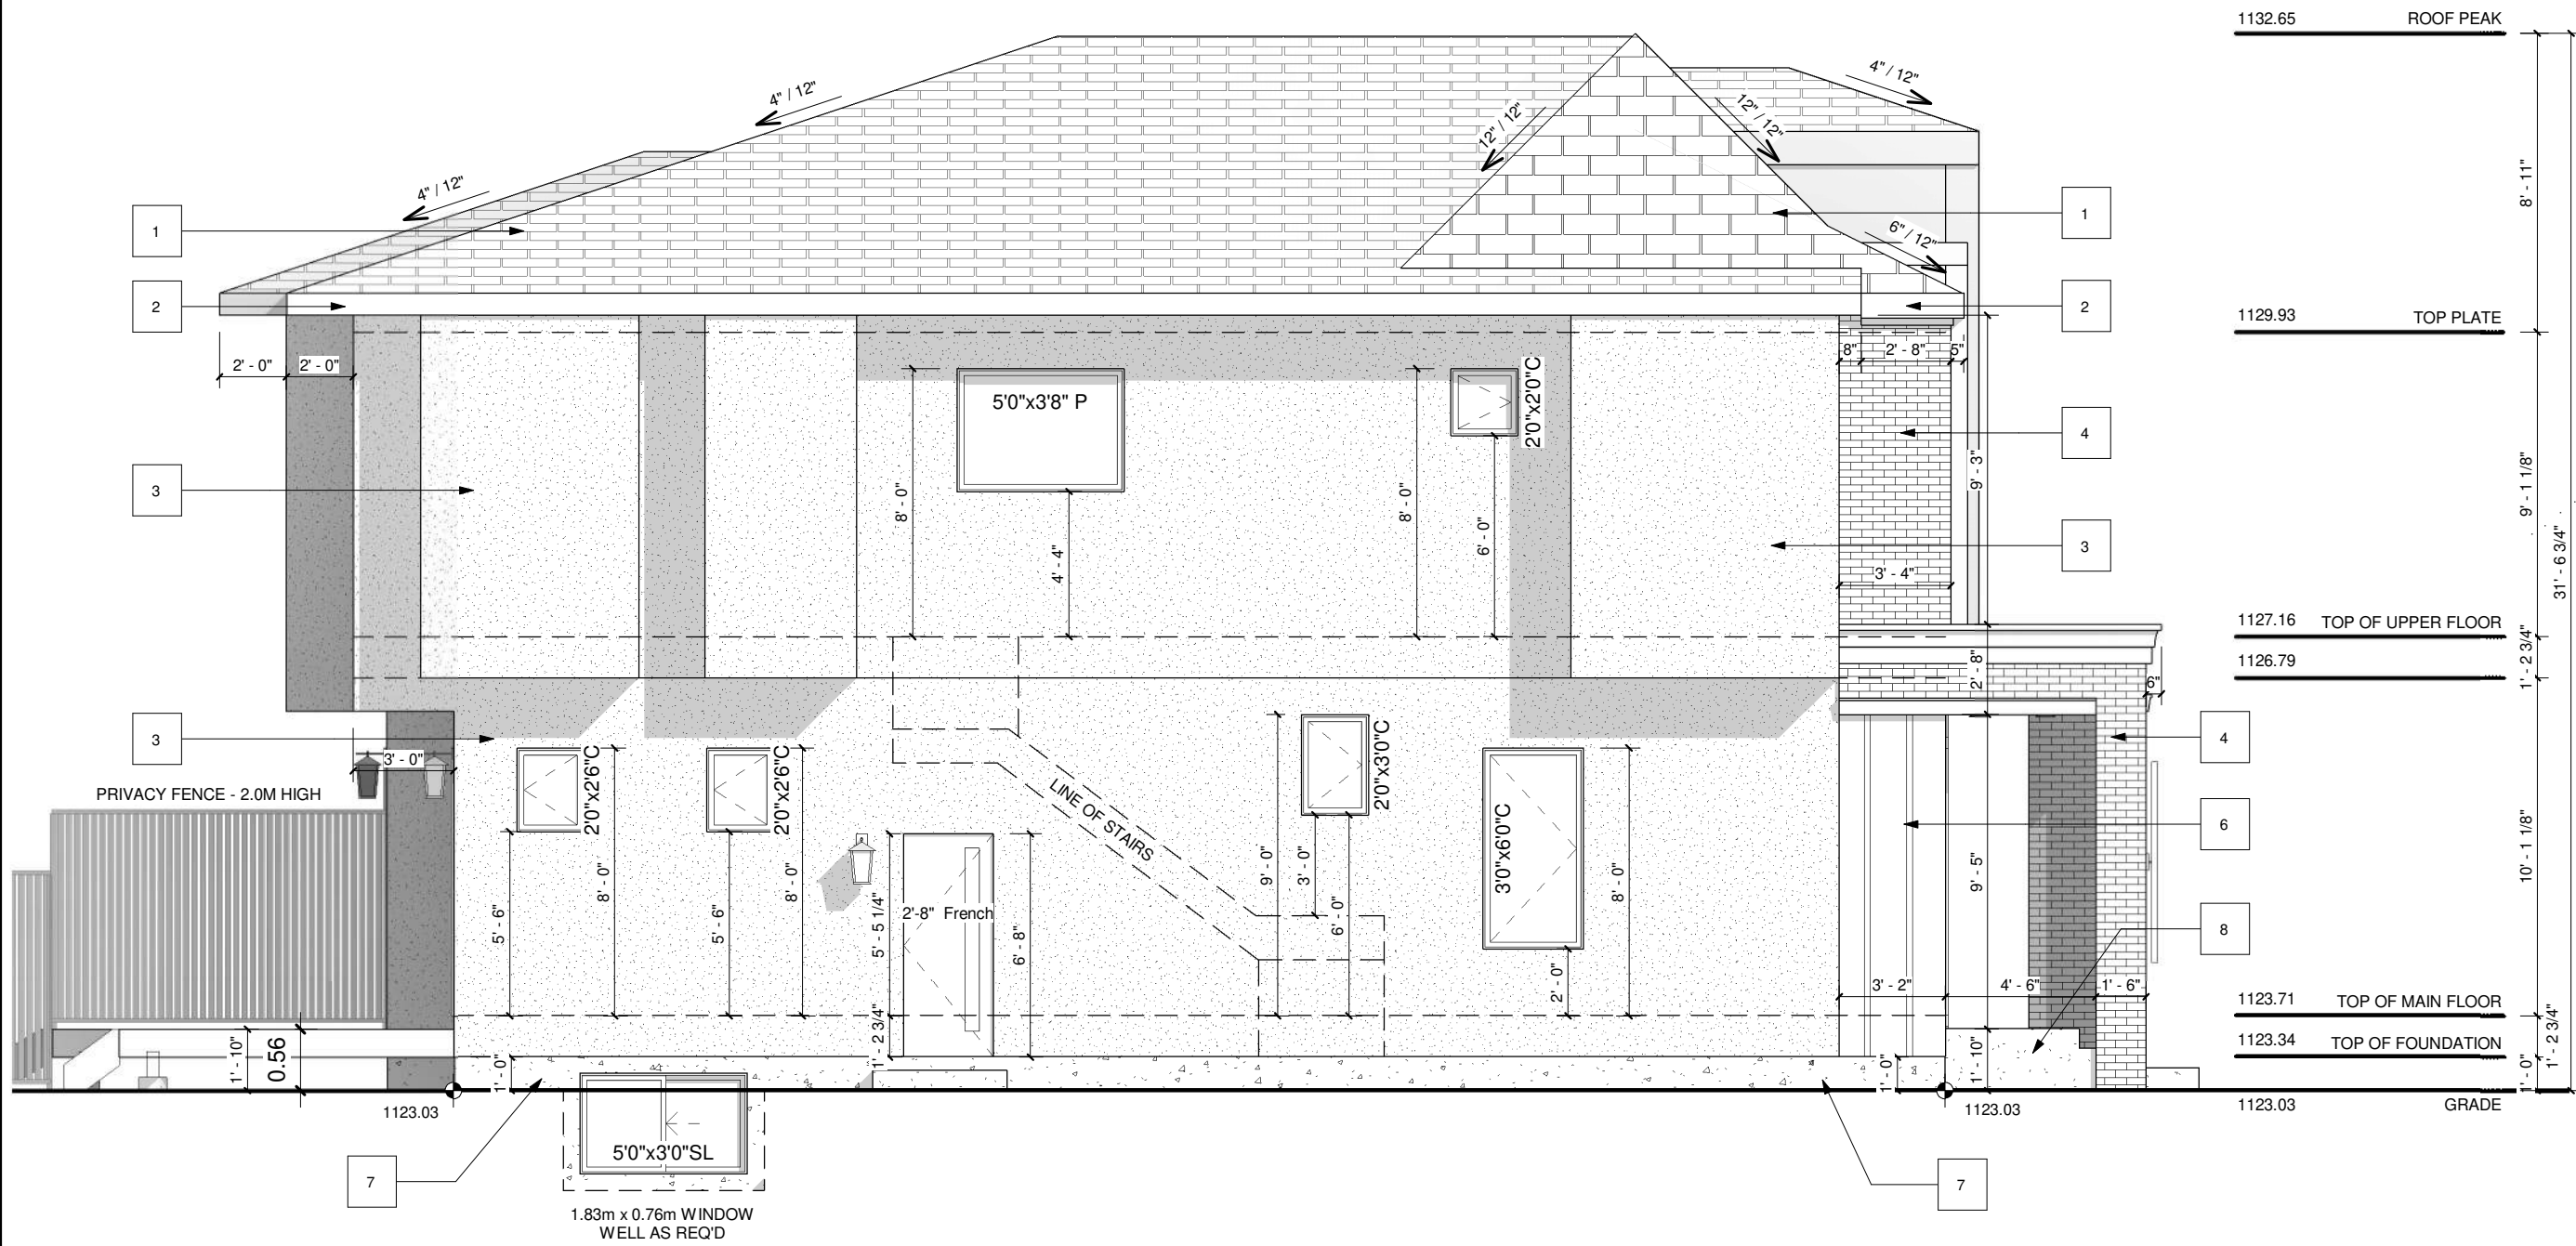 1132.65 ROOF PEAK
4" / 12"
4" / 12"
12" / 12"
12" / 12"
4" / 12"
6" / 12"
8' - 11"
1
1
2
2
1129.93 TOP PLATE
2' - 0"
2' - 0"
5'0"x3'8" P
2'0"x2'0"C
8"
2' - 8"
5"
3
4
3
8' - 0"
4' - 4"
8' - 0"
6' - 0"
9' - 3"
3' - 4"
9' - 1 1/8"
31' - 6 3/4"
1127.16 TOP OF UPPER FLOOR
1126.79
2' - 8"
6"
1' - 2 3/4"
3
4
3' - 0"
PRIVACY FENCE - 2.0M HIGH
2'0"x2'6"C
2'0"x2'6"C
LINE OF STAIRS
2'0"x3'0"C
3'0"x6'0"C
6
8
5' - 6"
8' - 0"
5' - 6"
8' - 0"
5' - 5 1/4"
2'-8" French
6' - 8"
9' - 0"
3' - 0"
6' - 0"
2' - 0"
8' - 0"
9' - 5"
10' - 1 1/8"
3' - 2"
4' - 6"
1' - 6"
1123.71 TOP OF MAIN FLOOR
1123.34 TOP OF FOUNDATION
1' - 2 3/4"
1' - 10"
0.56
1' - 0"
1' - 2 3/4"
1' - 0"
1' - 10"
1' - 0"
1123.03
1123.03
1123.03 GRADE
5'0"x3'0"SL
7
7
1.83m x 0.76m WINDOW
WELL AS REQ'D